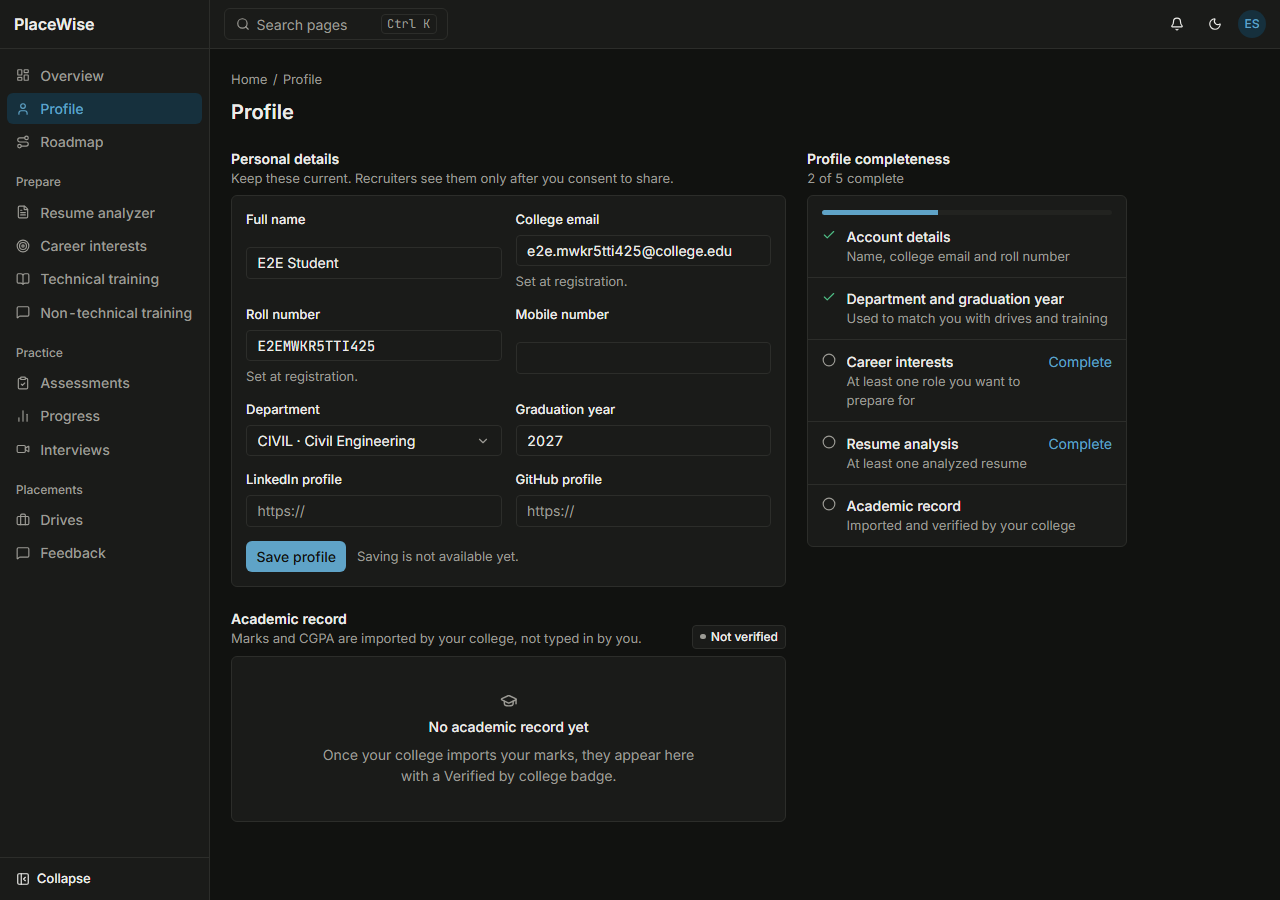 PlaceWise
Search pages
Ctrl K
ES
Overview
Profile
Roadmap
Prepare
Resume analyzer
Career interests
Technical training
Non-technical training
Practice
Assessments
Progress
Interviews
Placements
Drives
Feedback
Collapse
Home / Profile
Profile
Personal details
Keep these current. Recruiters see them only after you consent to share.
Full name
E2E Student
College email
e2e.mwkr5tti425@college.edu
Set at registration.
Roll number
E2EMWKR5TTI425
Set at registration.
Mobile number
Department
CIVIL · Civil Engineering
Graduation year
2027
LinkedIn profile
https://
GitHub profile
https://
Save profile
Saving is not available yet.
Academic record
Marks and CGPA are imported by your college, not typed in by you.
Not verified
No academic record yet
Once your college imports your marks, they appear here
with a Verified by college badge.
Profile completeness
2 of 5 complete
Account details
Name, college email and roll number
Department and graduation year
Used to match you with drives and training
Career interests
Complete
At least one role you want to
prepare for
Resume analysis
Complete
At least one analyzed resume
Academic record
Imported and verified by your college